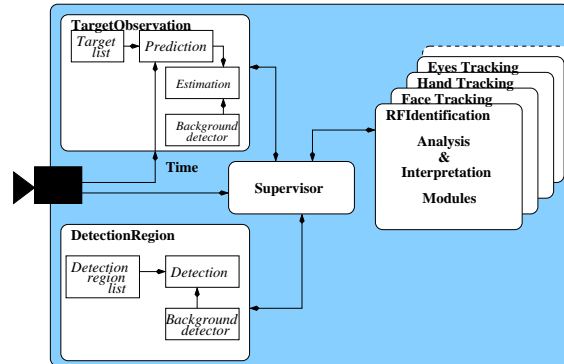 TargetObservation
Target
list
Prediction
Estimation
Background
detector
Time
Supervisor
DetectionRegion
Detection
region
list
Detection
Background
detector
Eyes Tracking
Hand Tracking
Face Tracking
RFIdentification
Analysis
&
Interpretation
Modules